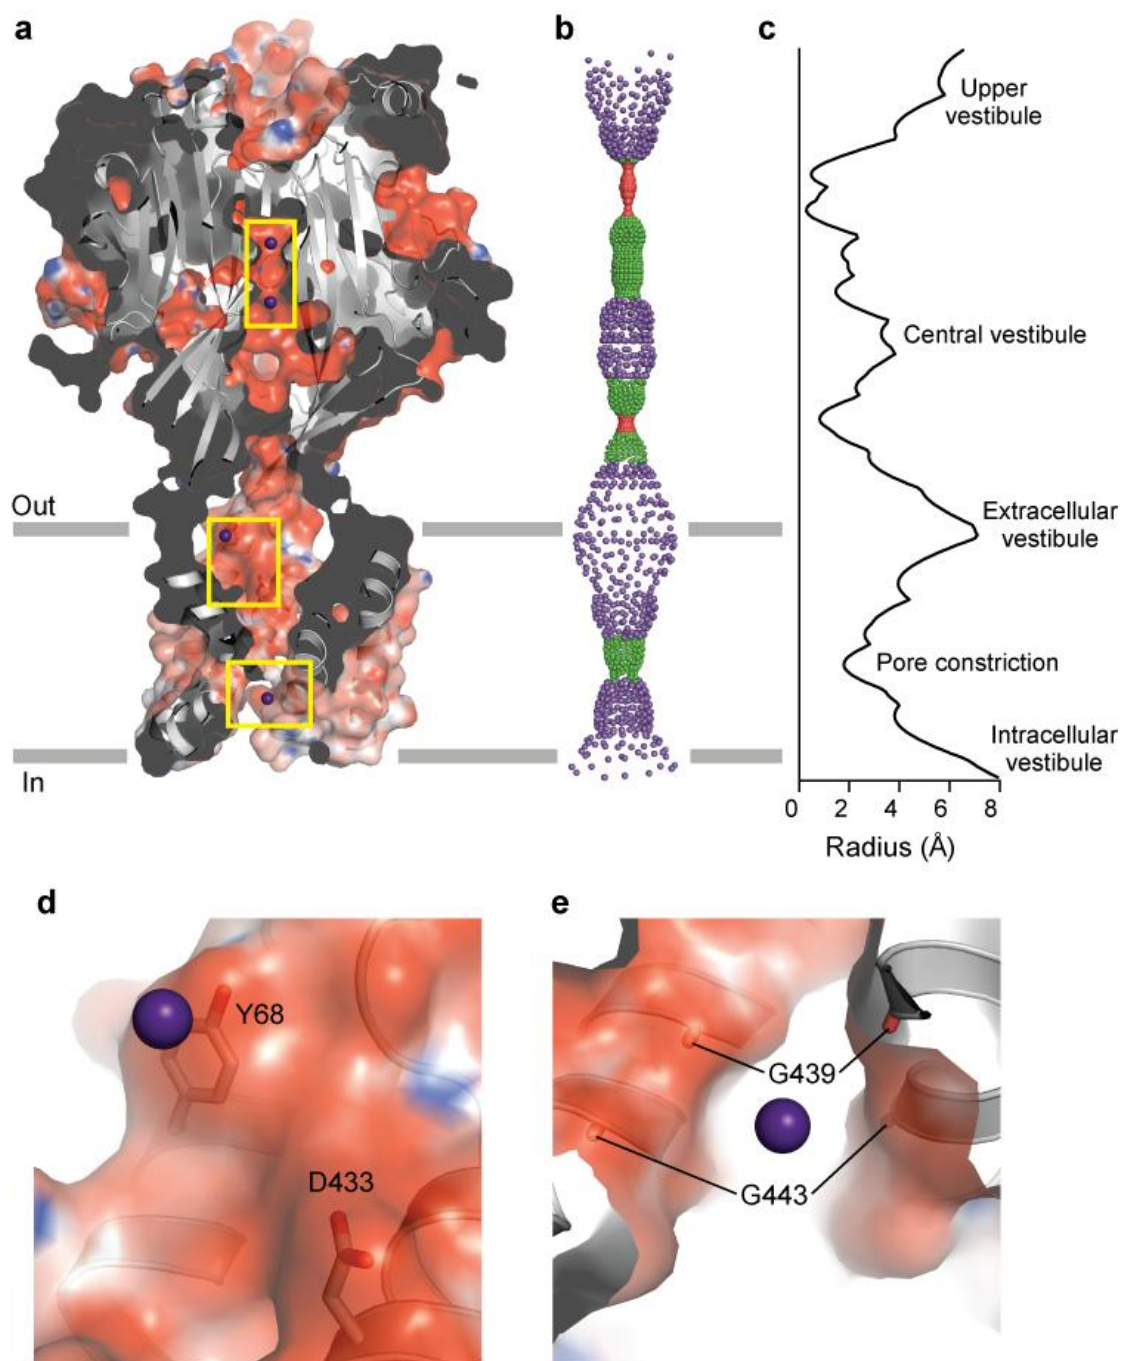 a
b
c
Upper
vestibule
Central vestibule
Out
Extracellular
vestibule
Pore constriction
Intracellular
vestibule
In
0 2 4 6 8
Radius (Å)
d
e
Y68
D433
G439
G443